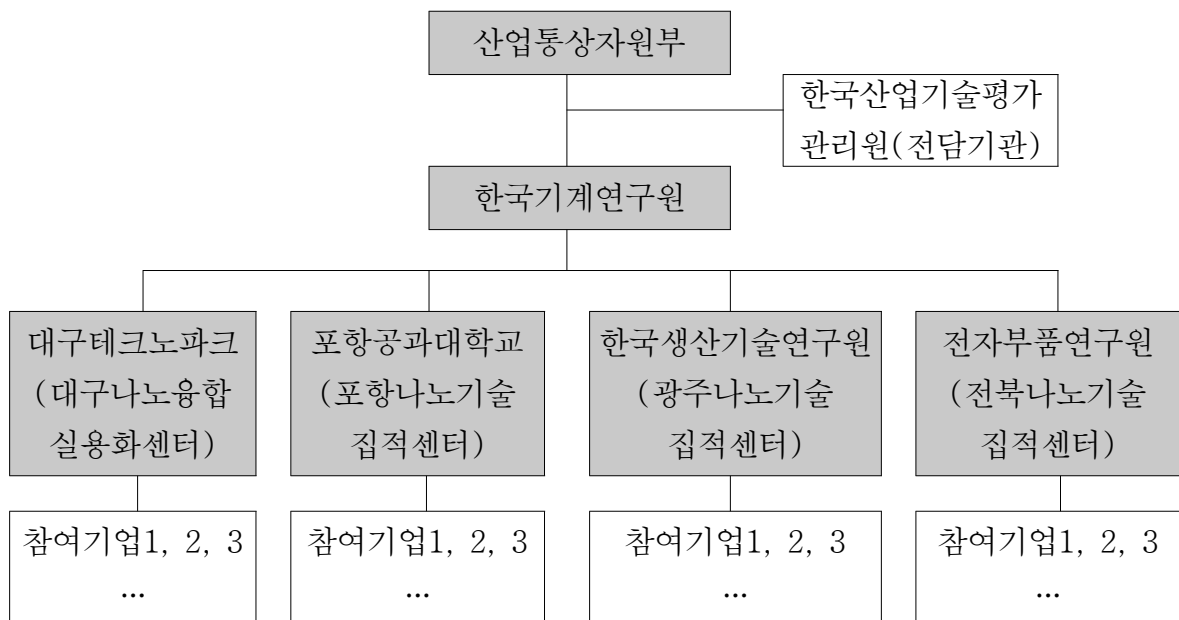 산업통상자원부
한국산업기술평가
관리원(전담기관)
한국기계연구원
대구테크노파크
(대구나노융합
실용화센터)
포항공과대학교
(포항나노기술
집적센터)
한국생산기술연구원
(광주나노기술
집적센터)
전자부품연구원
(전북나노기술
집적센터)
참여기업1, 2, 3
...
참여기업1, 2, 3
...
참여기업1, 2, 3
...
참여기업1, 2, 3
...